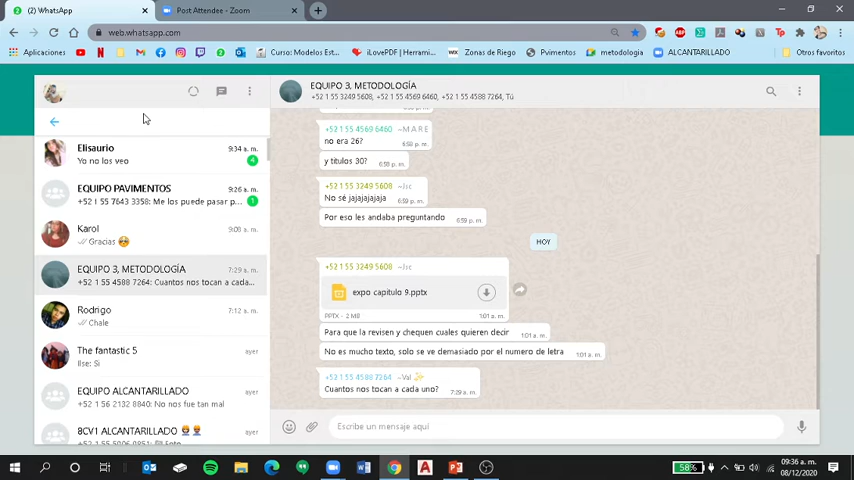 (2) WhatsApp
Post Attendee - Zoom
web.whatsapp.com
Aplicaciones
Curso: Modelos Est...
iLovePDF | Herrami...
Zonas de Riego
Pvimentos
metodologia
ALCANTARILLADO
Otros favoritos
EQUIPO 3, METODOLOGÍA
+52 1 55 3249 5608, +52 1 55 4569 6460, +52 1 55 4588 7264, Tú
Elisaurio
9:34 a. m.
Yo no los veo
4
EQUIPO PAVIMENTOS
9:26 a. m.
+52 1 55 7643 3358: Me los puede pasar p...
1
Karol
9:08 a. m.
Gracias
EQUIPO 3, METODOLOGÍA
7:29 a. m.
+52 1 55 4588 7264: Cuantos nos tocan a cada...
Rodrigo
7:12 a. m.
Chale
The fantastic 5
ayer
Ilse: Si
EQUIPO ALCANTARILLADO
ayer
+52 1 56 2132 8840: No nos fue tan mal
8CV1 ALCANTARILLADO
ayer
+52 1 55 4569 6460 ~M A R E
no era 26?
6:58 p. m.
y titulos 30?
6:58 p. m.
+52 1 55 3249 5608 ~Isc
No sé jajajajajaja
6:59 p. m.
Por eso les andaba preguntando
6:59 p. m.
HOY
+52 1 55 3249 5608 ~Isc
expo capitulo 9.pptx
PPTX • 2 MB
1:01 a. m.
Para que la revisen y chequen cuales quieren decir
1:01 a. m.
No es mucho texto, solo se ve demasiado por el numero de letra
1:01 a. m.
+52 1 55 4588 7264 ~Val
Cuantos nos tocan a cada uno?
7:29 a. m.
Escribe un mensaje aquí
58%
09:36 a. m.
08/12/2020